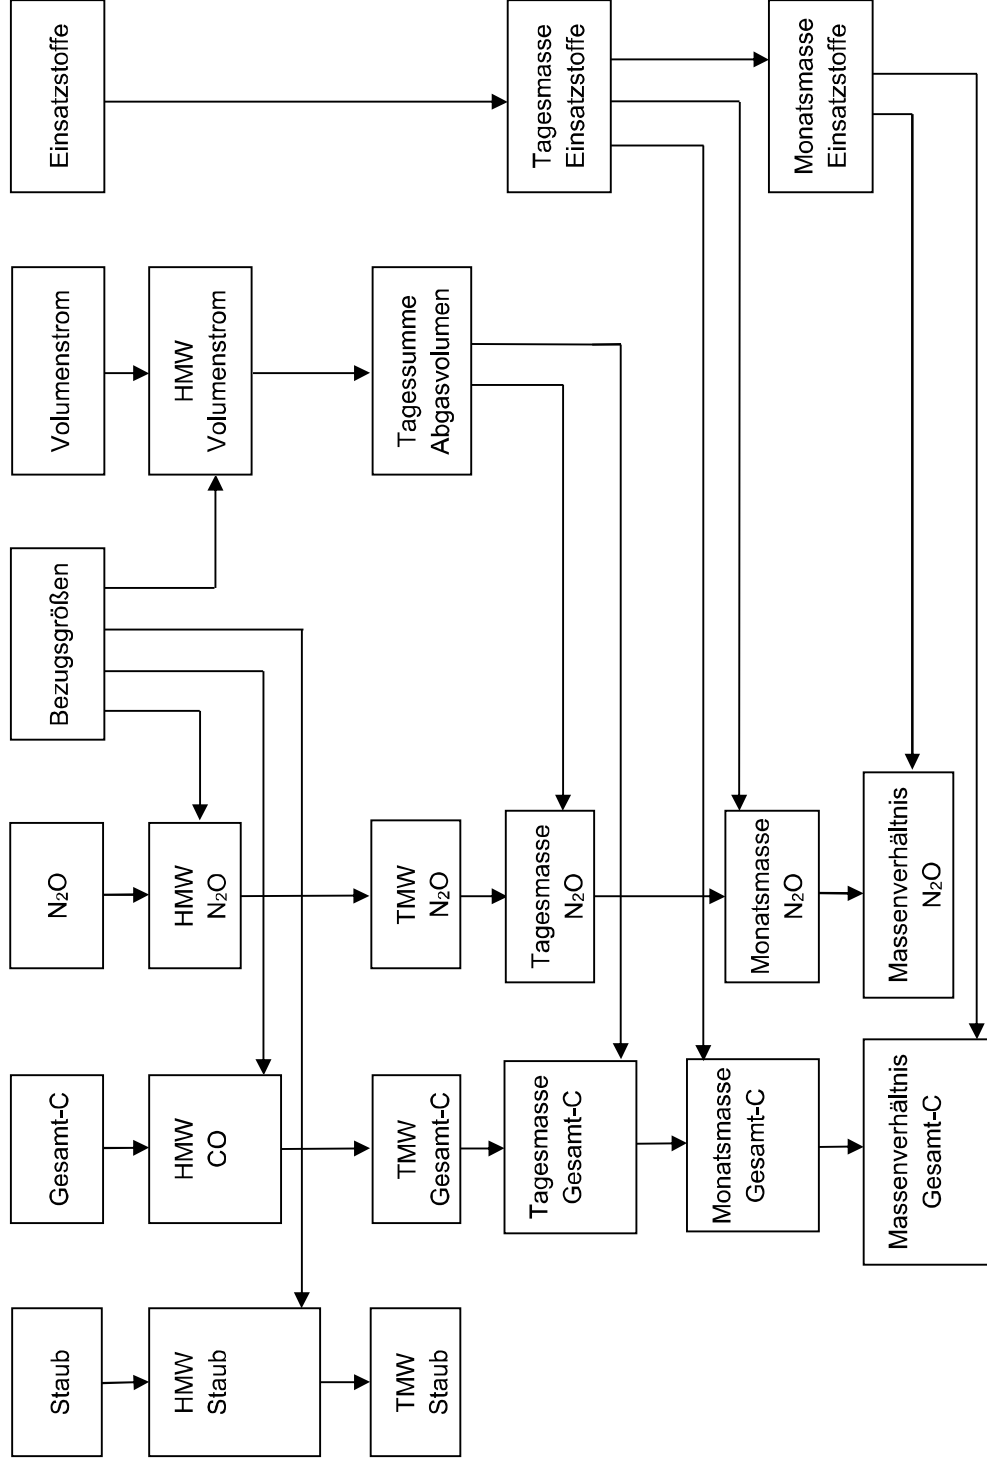 Staub
Gesamt-C
N₂O
Bezugsgrößen
Volumenstrom
Einsatzstoffe
HMW
Staub
HMW
CO
HMW
N₂O
HMW
Volumenstrom
TMW
Staub
TMW
Gesamt-C
TMW
N₂O
Tagessumme
Abgasvolumen
Tagesmasse
Gesamt-C
Tagesmasse
N₂O
Tagesmasse
Einsatzstoffe
Monatsmasse
Gesamt-C
Monatsmasse
N₂O
Monatsmasse
Einsatzstoffe
Massenverhältnis
Gesamt-C
Massenverhältnis
N₂O